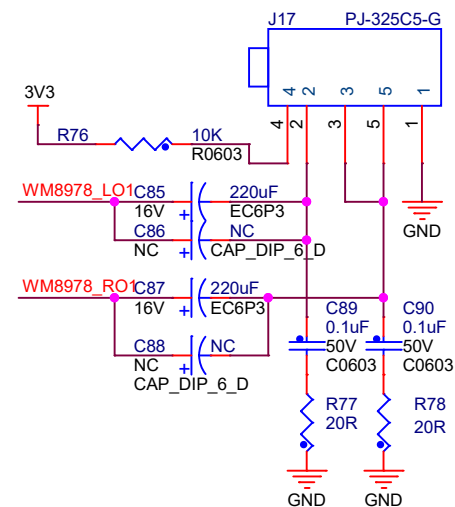 J17 PJ-325C5-G
4 2 3 5 1
4 2 3 5 1
3V3
R76 10K
R0603
GND
WM8978_LO1 C85 220uF
16V + EC6P3
C86 NC
NC + CAP_DIP_6_D
WM8978_RO1 C87 220uF
16V + EC6P3
C88 NC
NC +
CAP_DIP_6_D
C89 C90
0.1uF 0.1uF
50V 50V
C0603 C0603
R77 R78
20R 20R
GND GND